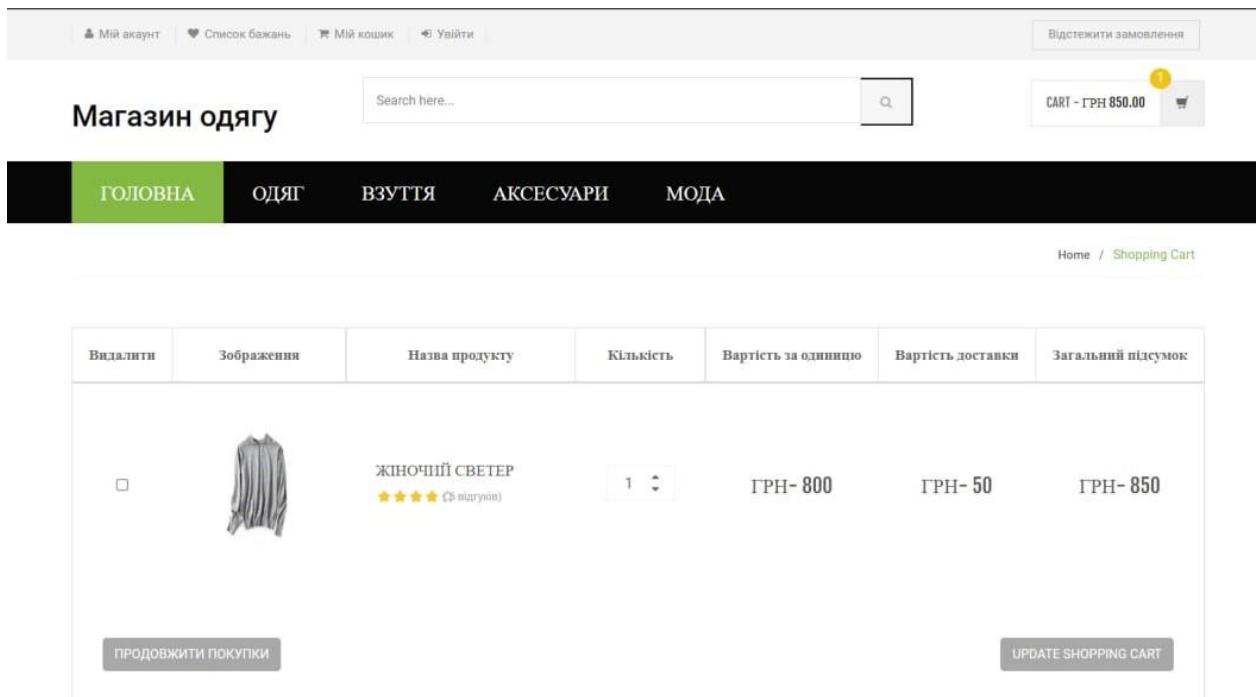 Мій акаунт Список бажань Мій кошик Увійти Відстежити замовлення
1
Магазин одягу Search here... CART - ГРН 850.00
ГОЛОВНА ОДЯГ ВЗУТТЯ АКСЕСУАРИ МОДА
Home / Shopping Cart
Видалити Зображення Назва продукту Кількість Вартість за одиницю Вартість доставки Загальний підсумок
ЖІНОЧИЙ СВЕТЕР
1 ГРН- 800 ГРН- 50 ГРН- 850
відгуків)
ПРОДОВЖИТИ ПОКУПКИ UPDATE SHOPPING CART